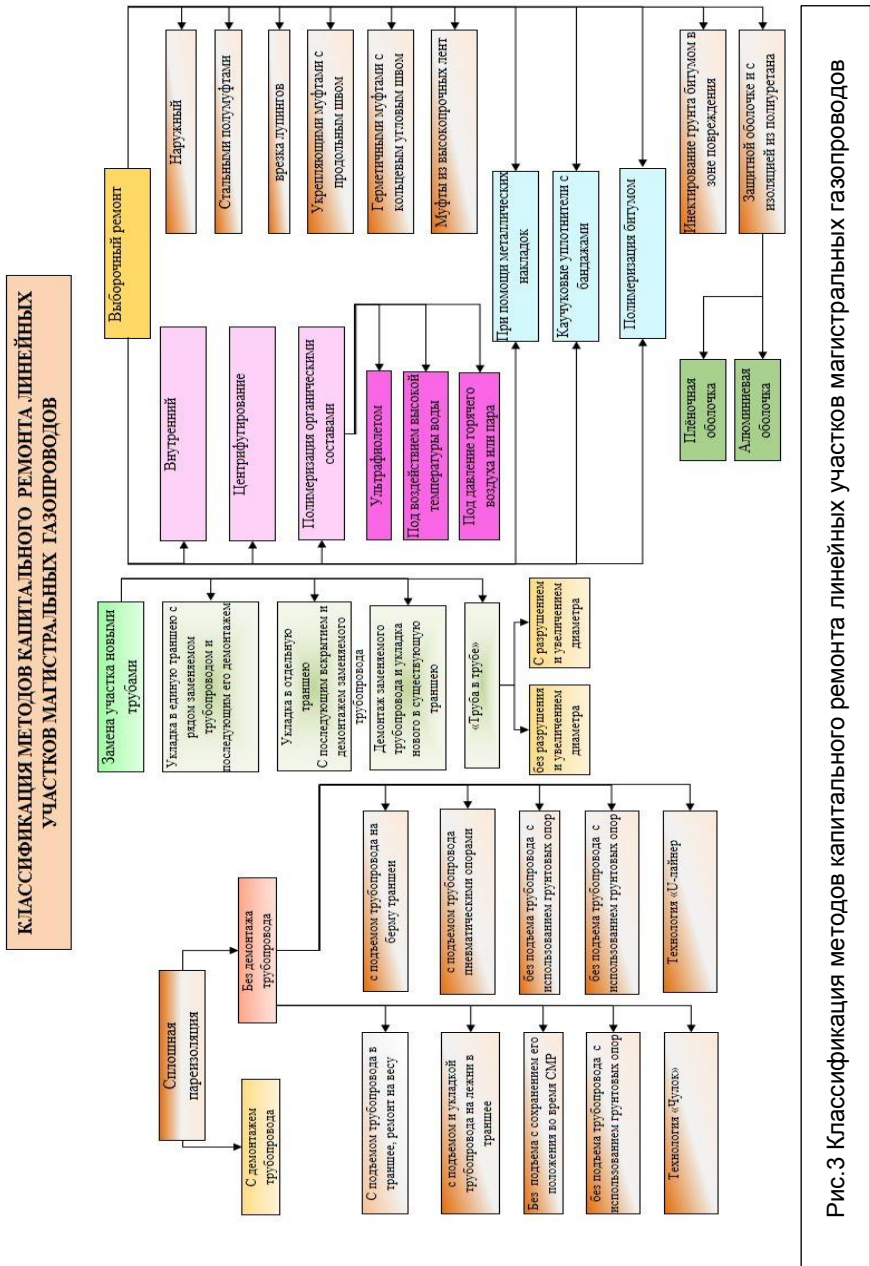 КЛАССИФИКАЦИЯ МЕТОДОВ КАПИТАЛЬНОГО РЕМОНТА ЛИНЕЙНЫХ
УЧАСТКОВ МАГИСТРАЛЬНЫХ ГАЗОПРОВОДОВ
Сплошная
пареизоляция
С демонтажем
трубопровода
Без демонтажа
трубопровода
С подъемом трубопровода в
траншее, ремонт на весу
с подъемом и укладкой
трубопровода на лежни в
траншее
Без подъема с сохранением его
положения во время СМР
без подъема трубопровода с
использованием грунтовых опор
Технология «Чулок»
с подъемом трубопровода на
берму траншеи
с подъемом трубопровода
пневматическими опорами
без подъема трубопровода с
использованием грунтовых опор
без подъема трубопровода с
использованием грунтовых опор
Технология «U-лайнер
Замена участка новыми
трубами
Укладка в единую траншею с
рядом заменяемом
трубопроводом и
последующим его демонтажем
Укладка в отдельную
траншею
С последующим вскрытием и
демонтажем заменяемого
трубопровода
Демонтаж заменяемого
трубопровода и укладка
нового в существующую
траншею
«Труба в трубе»
без разрушения
и увеличением
диаметра
С разрушением
и увеличением
диаметра
Выборочный ремонт
Внутренний
Центрифугирование
Полимеризация органическими
составами
Ультрафиолетом
Под воздействием высокой
температуры воды
Под давление горячего
воздуха или пара
При помощи металлических
накладок
Каучуковые уплотнители с
бандажами
Полимеризация битумом
Наружный
Стальными полумуфтами
врезка лупингов
Укрепляющими муфтами с
продольным швом
Герметичными муфтами с
кольцевым угловым швом
Муфты из высокопрочных лент
Инектирование грунта битумом в
зоне повреждения
Защитной оболочке и с
изоляцией из полиуретана
Плёночная
оболочка
Алюминиевая
оболочка
Рис.3 Классификация методов капитального ремонта линейных участков магистральных газопроводов